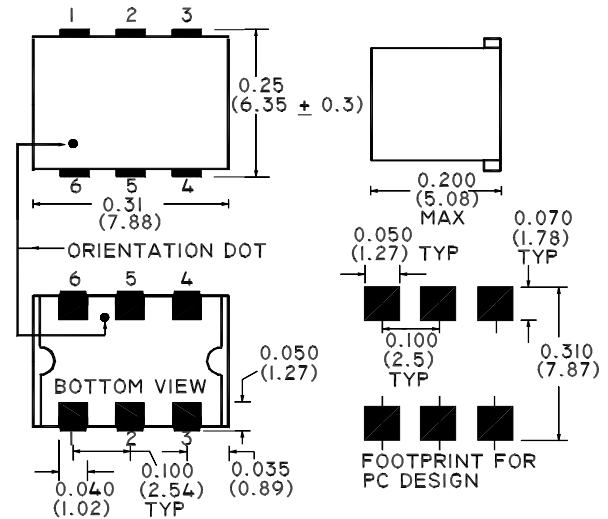 1 2 3
0.25
(6.35 ± 0.3)
6 5 4
0.31
(7.88)
0.200
(5.08)
MAX
ORIENTATION DOT
0.050
(1.27) TYP
0.070
(1.78)
TYP
6 5 4
0.100
(2.5)
TYP
0.310
(7.87)
0.050
(1.27)
BOTTOM VIEW
1 2 3
0.040
(1.02)
0.100
(2.54)
TYP
0.035
(0.89)
FOOTPRINT FOR
PC DESIGN